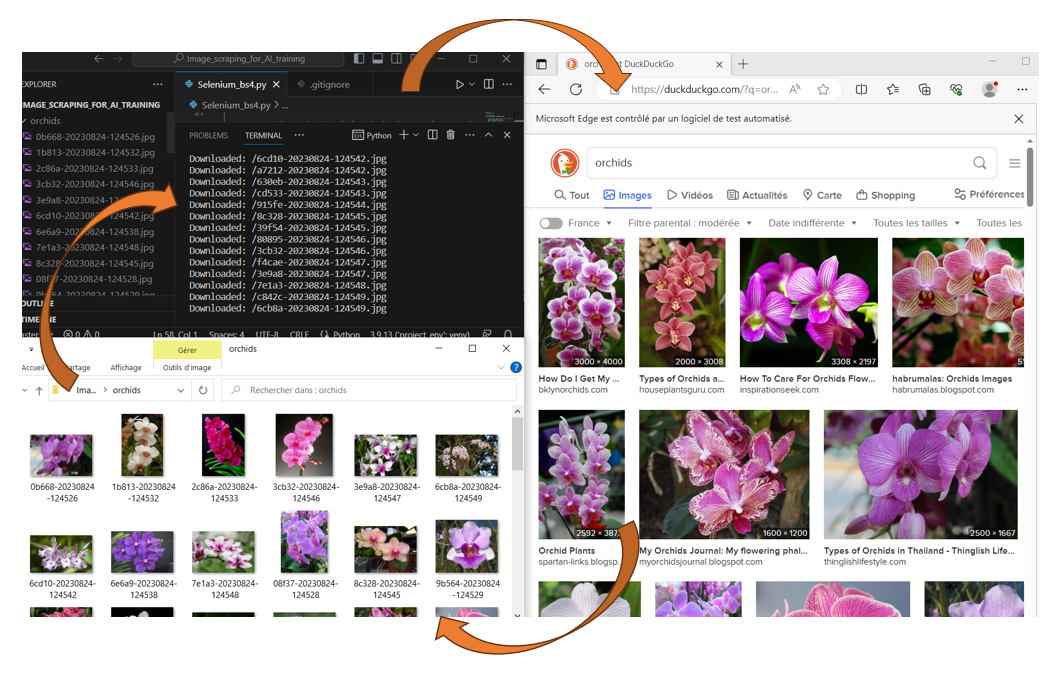 Image_scraping_for_AI_training
EXPLORER
IMAGE_SCRAPING_FOR_AI_TRAINING
orchids
0b668-20230824-124526.jpg
1b813-20230824-124532.jpg
2c86a-20230824-124533.jpg
3cb32-20230824-124546.jpg
3e9a8-20230824-124547.jpg
6cd10-20230824-124542.jpg
6e6a9-20230824-124538.jpg
7e1a3-20230824-124548.jpg
8c328-20230824-124545.jpg
08f37-20230824-124528.jpg
9b564-20230824-124529.jpg
OUTLINE
TIMELINE
Selenium_bs4.py
.gitignore
Selenium_bs4.py > ...
PROBLEMS TERMINAL ... Python
Downloaded: /6cd10-20230824-124542.jpg
Downloaded: /a7212-20230824-124542.jpg
Downloaded: /630eb-20230824-124543.jpg
Downloaded: /cd533-20230824-124543.jpg
Downloaded: /915fe-20230824-124544.jpg
Downloaded: /8c328-20230824-124545.jpg
Downloaded: /39f54-20230824-124545.jpg
Downloaded: /80895-20230824-124546.jpg
Downloaded: /3cb32-20230824-124546.jpg
Downloaded: /f4cae-20230824-124547.jpg
Downloaded: /3e9a8-20230824-124547.jpg
Downloaded: /7e1a3-20230824-124548.jpg
Downloaded: /c842c-20230824-124549.jpg
Downloaded: /6cb8a-20230824-124549.jpg
0 0 Ln 58, Col 1 Spaces: 4 UTF-8 CRLF Python 3.9.13 ('project_env': venv)
Gérer orchids
Accueil Affichage Outils d'image
Ima... > orchids
Rechercher dans : orchids
0b668-20230824
-124526
1b813-20230824
-124532
2c86a-20230824
-124533
3cb32-20230824
-124546
3e9a8-20230824
-124547
6cb8a-20230824
-124549
6cd10-20230824-
124542
6e6a9-20230824
-124538
7e1a3-20230824
-124548
08f37-20230824
-124528
8c328-20230824
-124545
9b564-20230824
-124529
DuckDuckGo
https://duckduckgo.com/?q=or...
Microsoft Edge est contrôlé par un logiciel de test automatisé.
orchids
Tout Images Vidéos Actualités Carte Shopping Préférences
France Filtre parental : modérée Date indifférente Toutes les tailles Toutes les
3000 × 4000
How Do I Get My ...
bklynorchids.com
2000 × 3008
Types of Orchids a...
houseplantsguru.com
3308 × 2197
How To Care For Orchids Flow...
inspirationseek.com
habrumalas: Orchids Images
habrumalas.blogspot.com
2592 × 387
Orchid Plants
spartan-links.blogsp...
1600 × 1200
My Orchids Journal: My flowering phal...
myorchidsjournal.blogspot.com
2500 × 1667
Types of Orchids in Thailand - Thinglish Life...
thinglishlifestyle.com